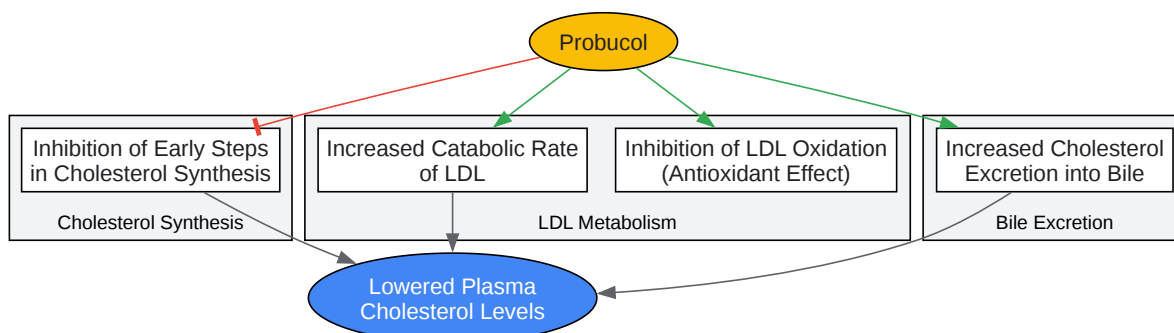 Probucol
Inhibition of Early Steps
in Cholesterol Synthesis
Increased Catabolic Rate
of LDL
Inhibition of LDL Oxidation
(Antioxidant Effect)
Increased Cholesterol
Excretion into Bile
Cholesterol Synthesis
LDL Metabolism
Bile Excretion
Lowered Plasma
Cholesterol Levels